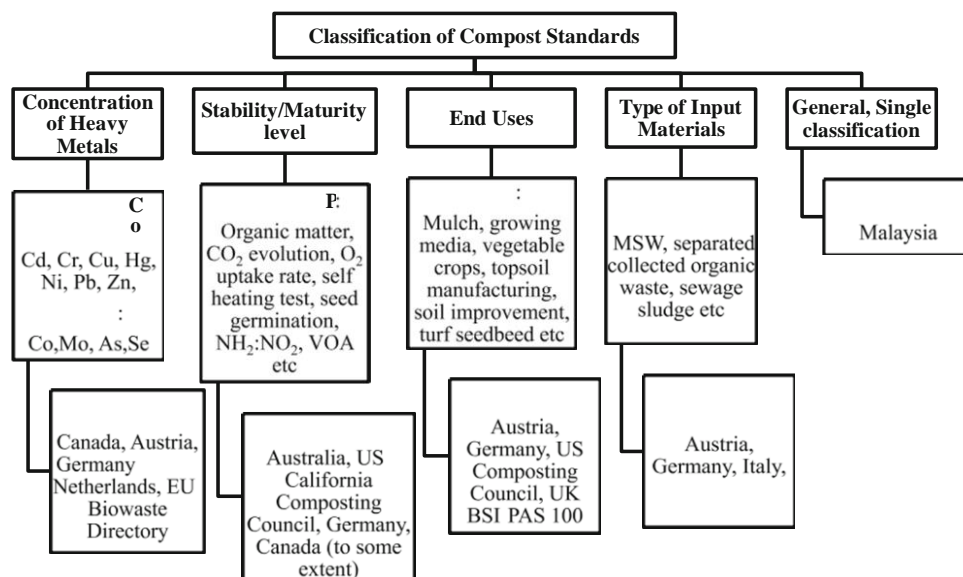 Classification of Compost Standards
Concentration
of Heavy
Metals
C
o
Cd, Cr, Cu, Hg,
Ni, Pb, Zn,
:
Co,Mo, As,Se
Canada, Austria,
Germany
Netherlands, EU
Biowaste
Directory
Stability/Maturity
level
P:
Organic matter,
CO₂ evolution, O₂
uptake rate, self
heating test, seed
germination,
NH₂:NO₂, VOA
etc
Australia, US
California
Composting
Council, Germany,
Canada (to some
extent)
End Uses
:
Mulch, growing
media, vegetable
crops, topsoil
manufacturing,
soil improvement,
turf seedbeed etc
Austria,
Germany, US
Composting
Council, UK
BSI PAS 100
Type of Input
Materials
MSW, separated
collected organic
waste, sewage
sludge etc
Austria,
Germany, Italy,
General, Single
classification
Malaysia